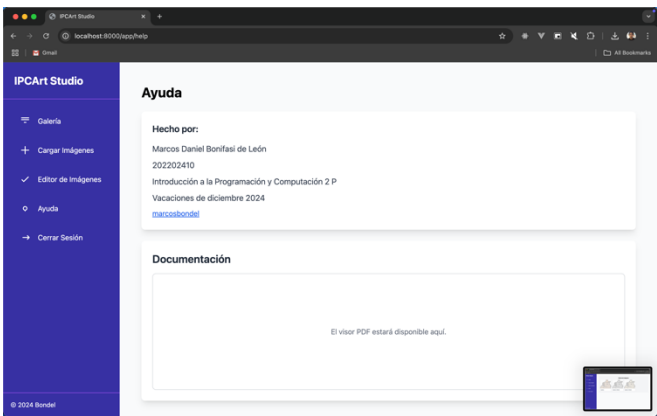 IPCArt Studio
localhost:8000/app/help
Gmail
All Bookmarks
IPCArt Studio
Galería
Cargar Imágenes
Editor de Imágenes
Ayuda
Cerrar Sesión
© 2024 Bondel
Ayuda
Hecho por:
Marcos Daniel Bonifasi de León
202202410
Introducción a la Programación y Computación 2 P
Vacaciones de diciembre 2024
marcosbondel
Documentación
El visor PDF estará disponible aquí.